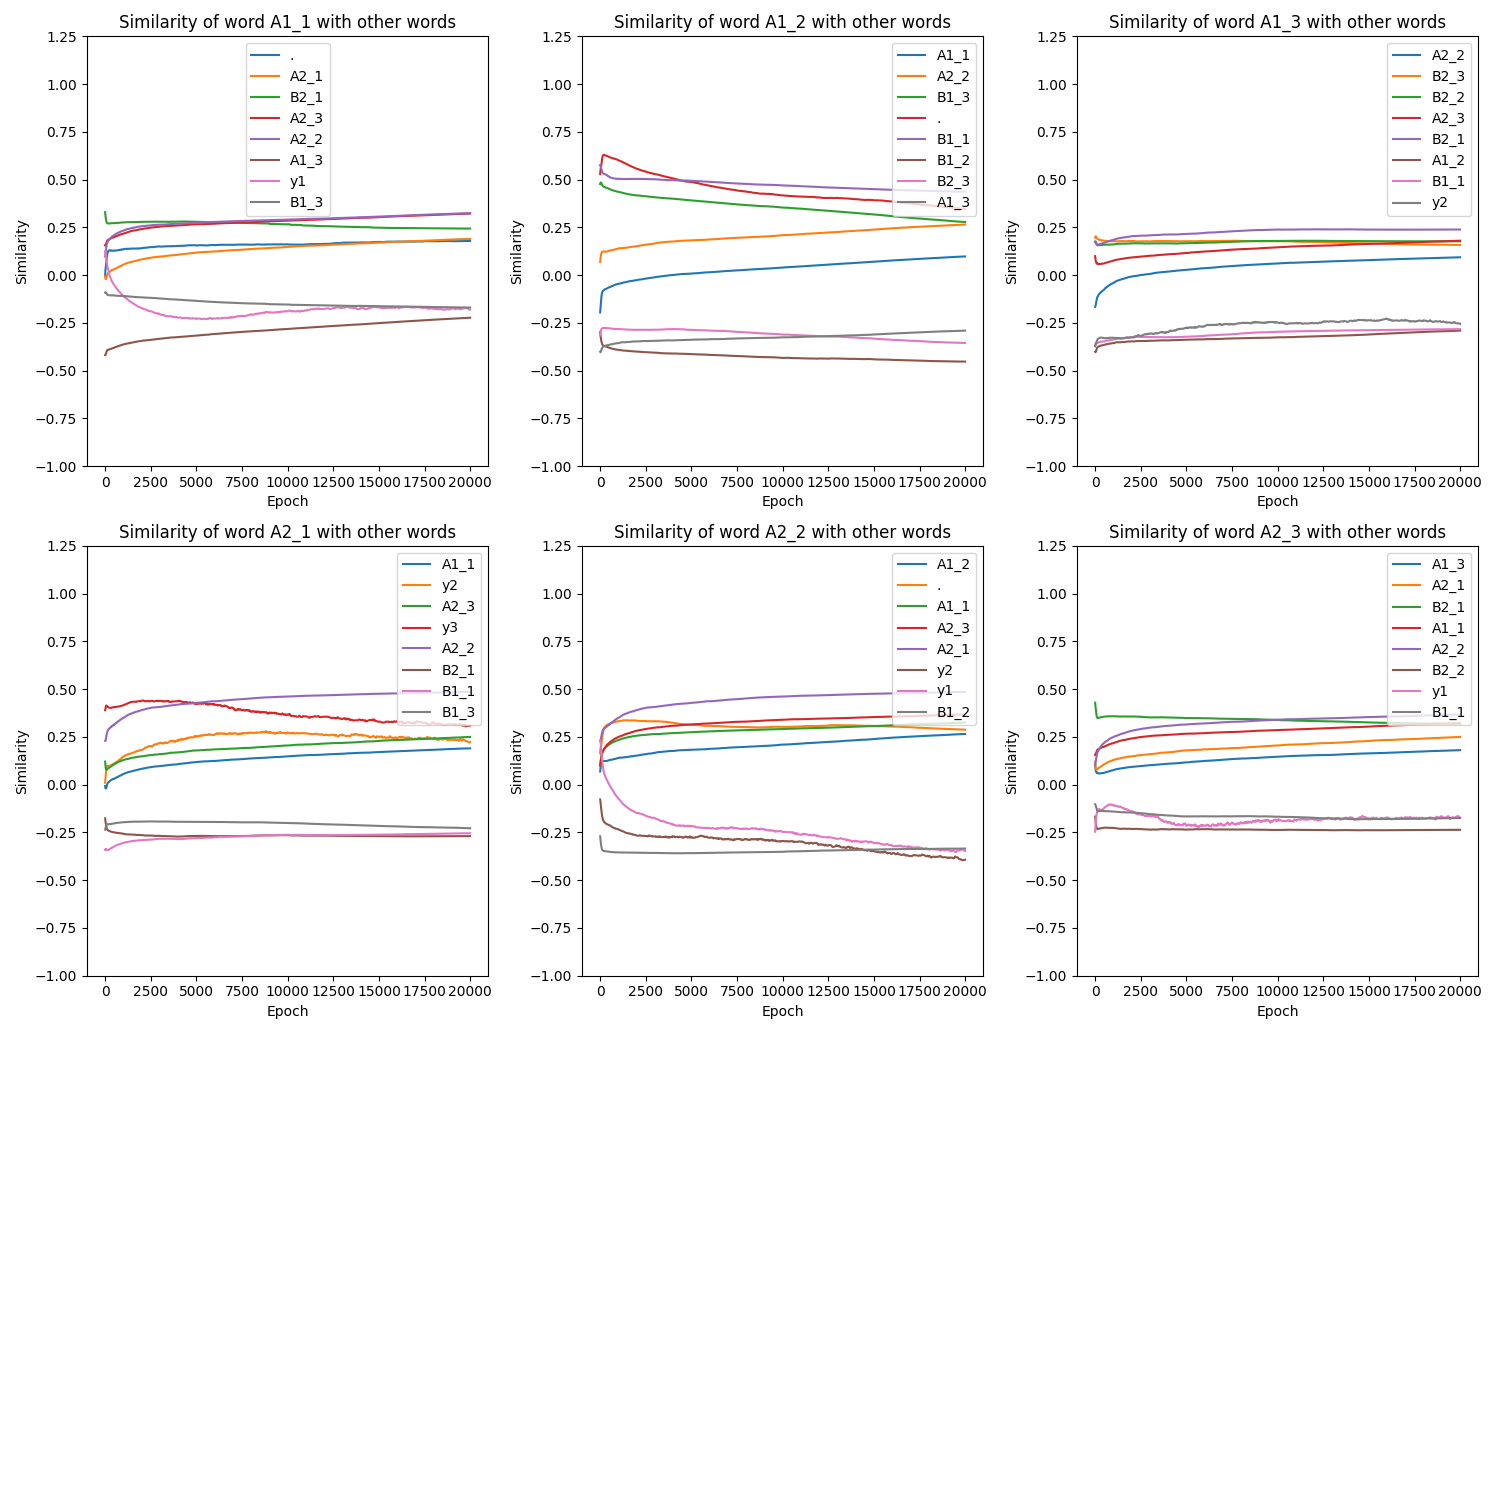 Similarity of word A1_1 with other words
1.25
1.00
0.75
0.50
0.25
0.00
−0.25
−0.50
−0.75
−1.00
Similarity
.
A2_1
B2_1
A2_3
A2_2
A1_3
y1
B1_3
0 2500 5000 7500 10000 12500 15000 17500 20000
Epoch
Similarity of word A1_2 with other words
1.25
1.00
0.75
0.50
0.25
0.00
−0.25
−0.50
−0.75
−1.00
Similarity
A1_1
A2_2
B1_3
.
B1_1
B1_2
B2_3
A1_3
0 2500 5000 7500 10000 12500 15000 17500 20000
Epoch
Similarity of word A1_3 with other words
1.25
1.00
0.75
0.50
0.25
0.00
−0.25
−0.50
−0.75
−1.00
Similarity
A2_2
B2_3
B2_2
A2_3
B2_1
A1_2
B1_1
y2
0 2500 5000 7500 10000 12500 15000 17500 20000
Epoch
Similarity of word A2_1 with other words
1.25
1.00
0.75
0.50
0.25
0.00
−0.25
−0.50
−0.75
−1.00
Similarity
A1_1
y2
A2_3
y3
A2_2
B2_1
B1_1
B1_3
0 2500 5000 7500 10000 12500 15000 17500 20000
Epoch
Similarity of word A2_2 with other words
1.25
1.00
0.75
0.50
0.25
0.00
−0.25
−0.50
−0.75
−1.00
Similarity
A1_2
.
A1_1
A2_3
A2_1
y2
y1
B1_2
0 2500 5000 7500 10000 12500 15000 17500 20000
Epoch
Similarity of word A2_3 with other words
1.25
1.00
0.75
0.50
0.25
0.00
−0.25
−0.50
−0.75
−1.00
Similarity
A1_3
A2_1
B2_1
A1_1
A2_2
B2_2
y1
B1_1
0 2500 5000 7500 10000 12500 15000 17500 20000
Epoch